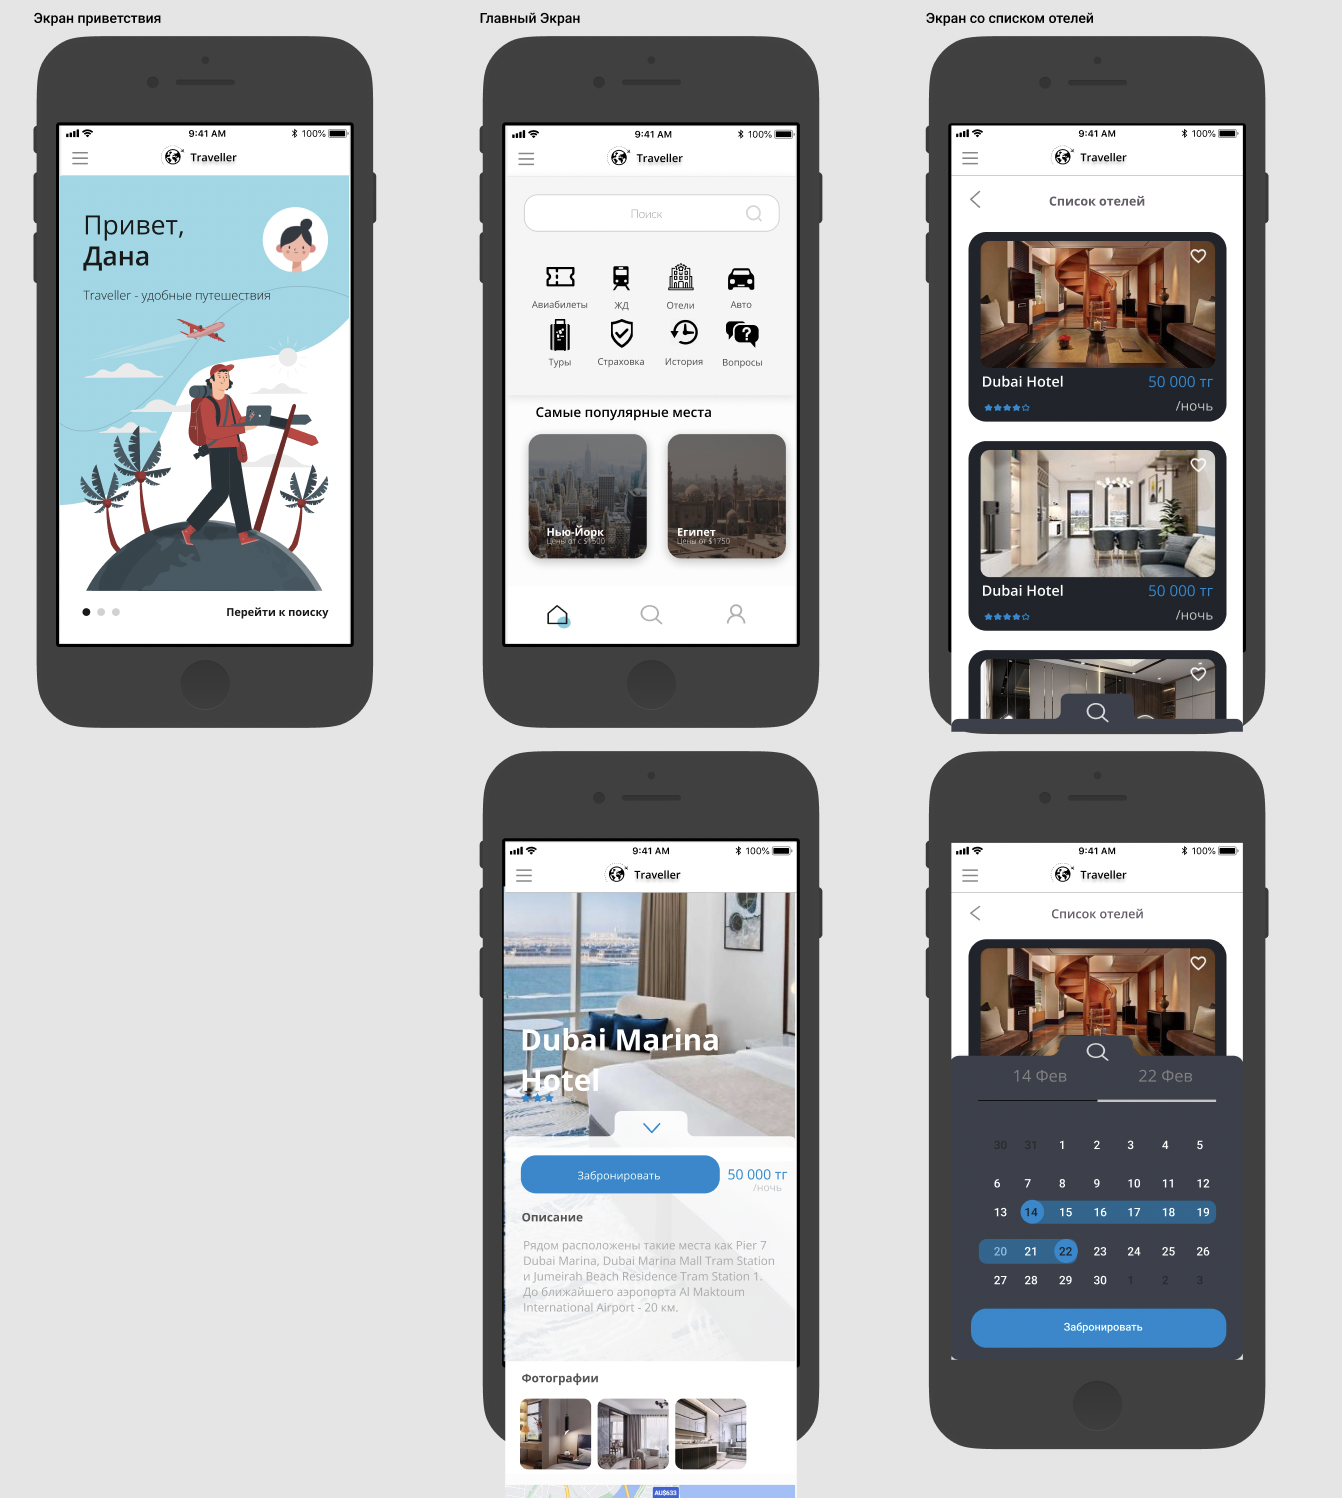 Экран приветствия
9:41 AM
100%
Traveller
Привет,
Дана
Traveller - удобные путешествия
Перейти к поиску
Главный Экран
9:41 AM
100%
Traveller
Поиск
Авиабилеты
ЖД
Отели
Авто
Туры
Страховка
История
Вопросы
Самые популярные места
Нью-Йорк
Цены от с $1500
Египет
Цены от $1750
Экран со списком отелей
9:41 AM
100%
Traveller
Список отелей
Dubai Hotel
50 000 тг
/ночь
Dubai Hotel
50 000 тг
/ночь
9:41 AM
100%
Traveller
Dubai Marina
Hotel
Забронировать
50 000 тг
/ночь
Описание
Рядом расположены такие места как Pier 7
Dubai Marina, Dubai Marina Mall Tram Station
и Jumeirah Beach Residence Tram Station 1.
До ближайшего аэропорта Al Maktoum
International Airport - 20 км.
Фотографии
AU$633
9:41 AM
100%
Traveller
Список отелей
14 Фев
22 Фев
30 31 1 2 3 4 5
6 7 8 9 10 11 12
13 14 15 16 17 18 19
20 21 22 23 24 25 26
27 28 29 30 1 2 3
Забронировать